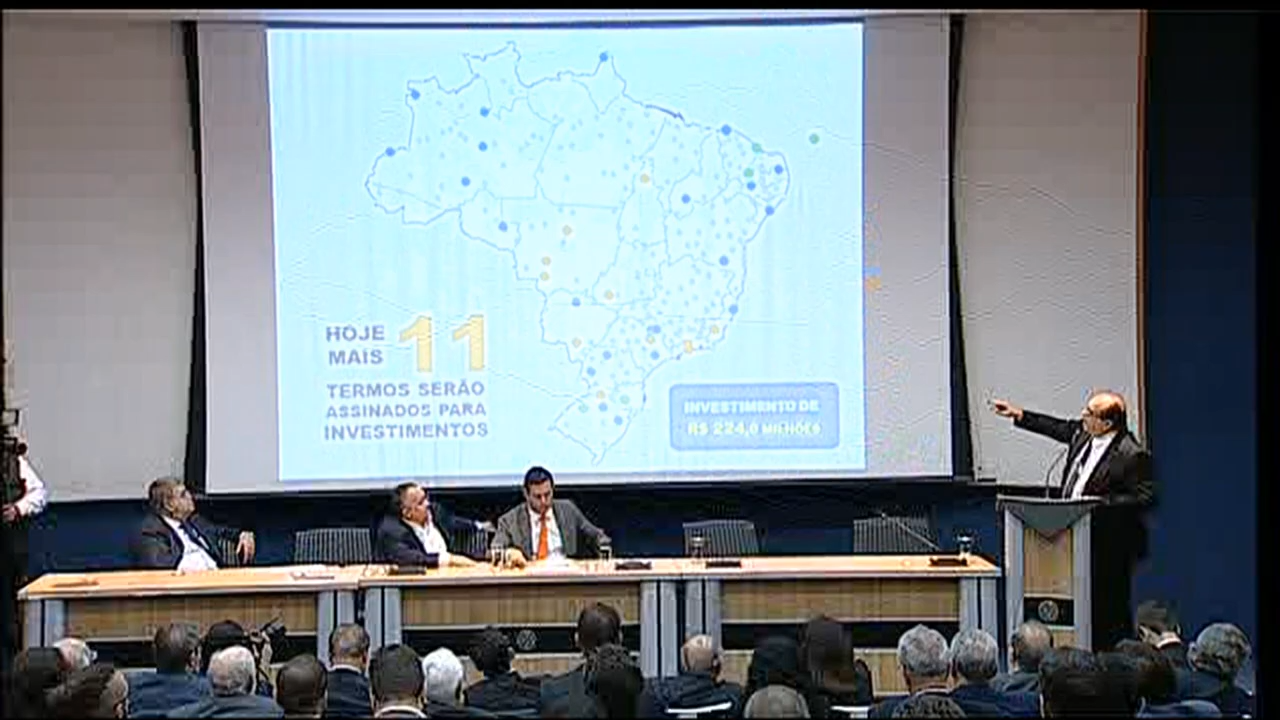 HOJE
MAIS 11
TERMOS SERÃO
ASSINADOS PARA
INVESTIMENTOS
INVESTIMENTO DE
R$ 224,0 MILHÕES